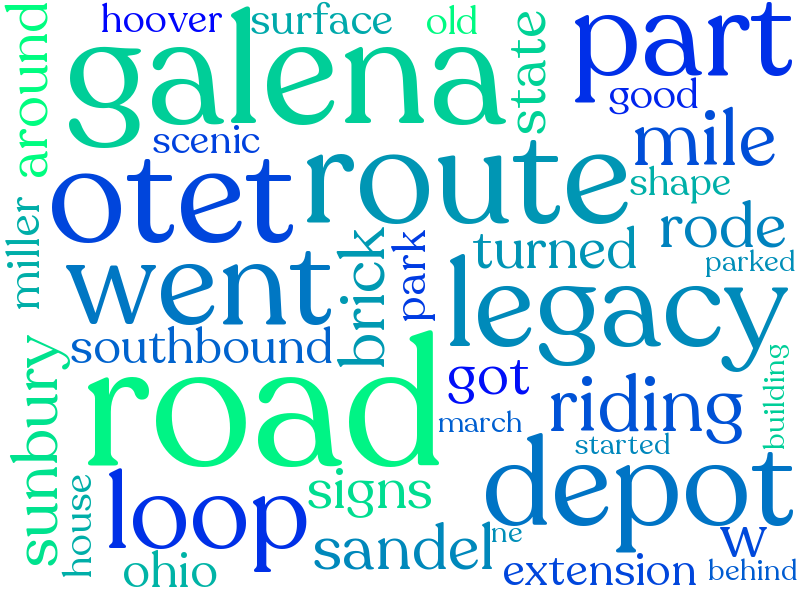 hoover
surface
old
part
around
galena
state
good
scenic
mile
otet
route
shape
miller
rode
went
brick
park
turned
parked
legacy
southbound
sunbury
road
got
building
march
riding
started
loop
signs
depot
house
sandel
ne
w
ohio
extension
behind